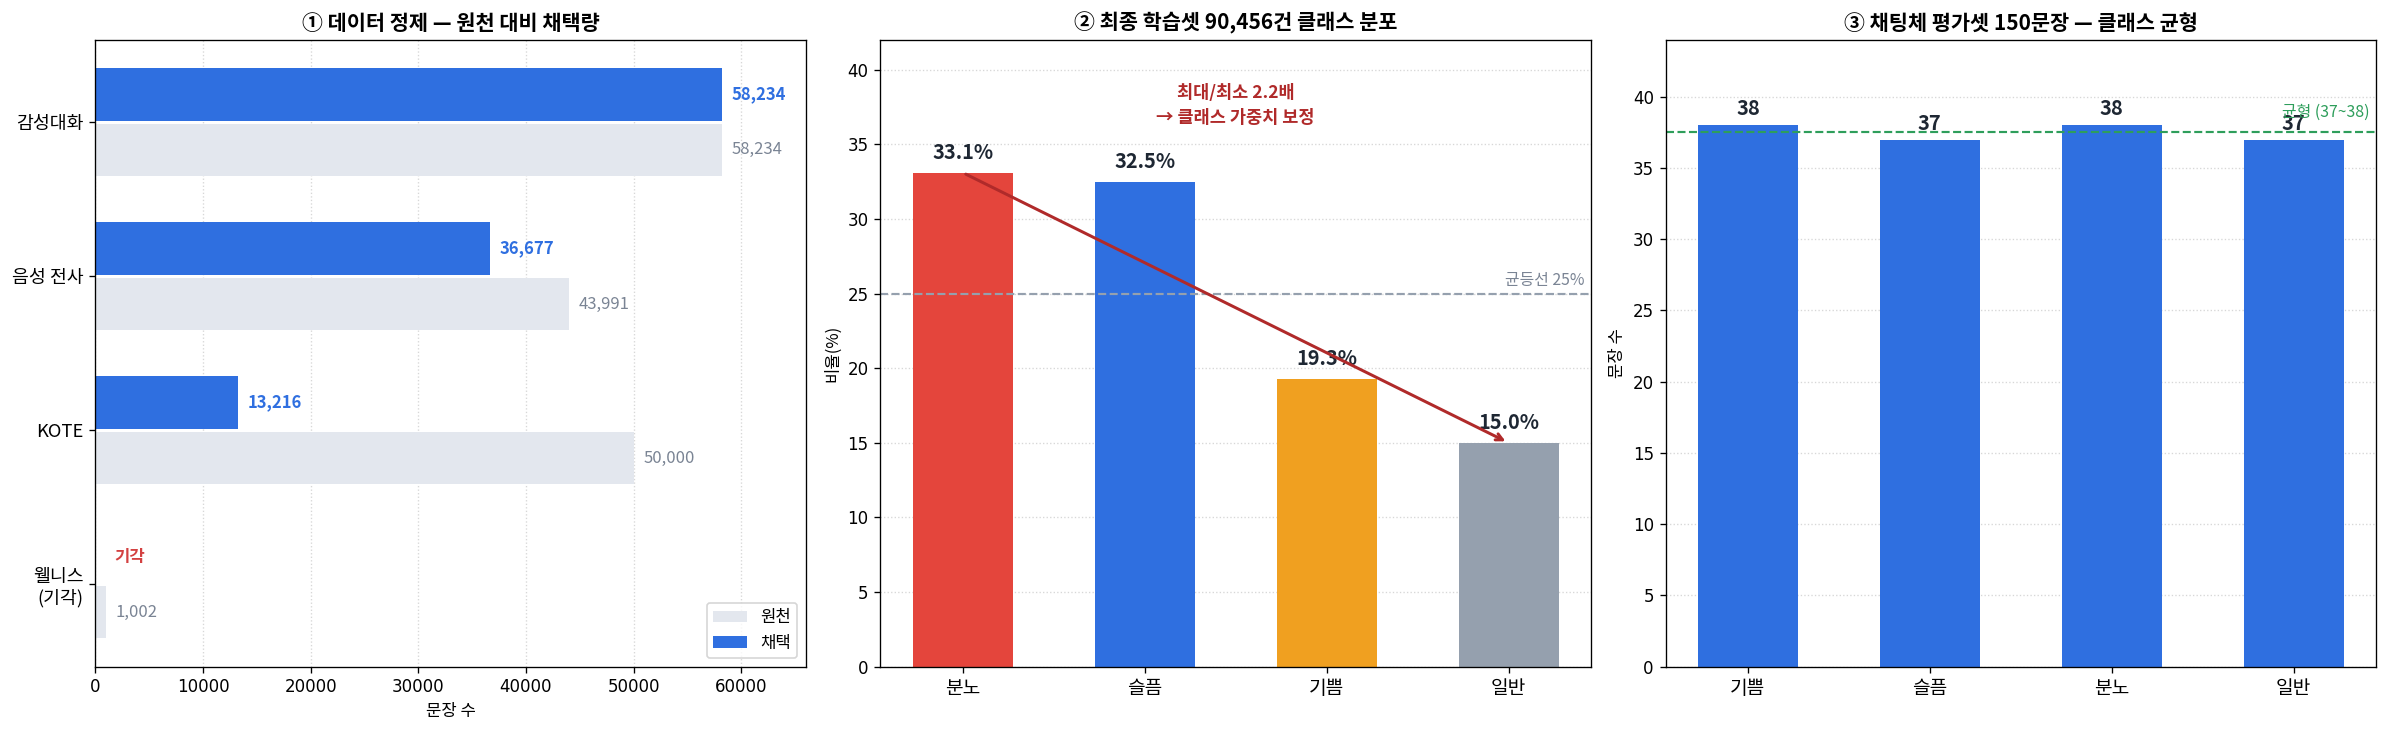 ① 데이터 정제 — 원천 대비 채택량
감성대화
58,234
58,234
음성 전사
36,677
43,991
KOTE
13,216
50,000
웰니스
(기각)
기각
1,002
원천
채택
0 10000 20000 30000 40000 50000 60000
문장 수
② 최종 학습셋 90,456건 클래스 분포
비율(%)
40
35
30
25
20
15
10
5
0
최대/최소 2.2배
→ 클래스 가중치 보정
33.1%
32.5%
균등선 25%
19.3%
15.0%
분노 슬픔 기쁨 일반
③ 채팅체 평가셋 150문장 — 클래스 균형
문장 수
40
35
30
25
20
15
10
5
0
38
37
38
37
균형 (37~38)
기쁨 슬픔 분노 일반